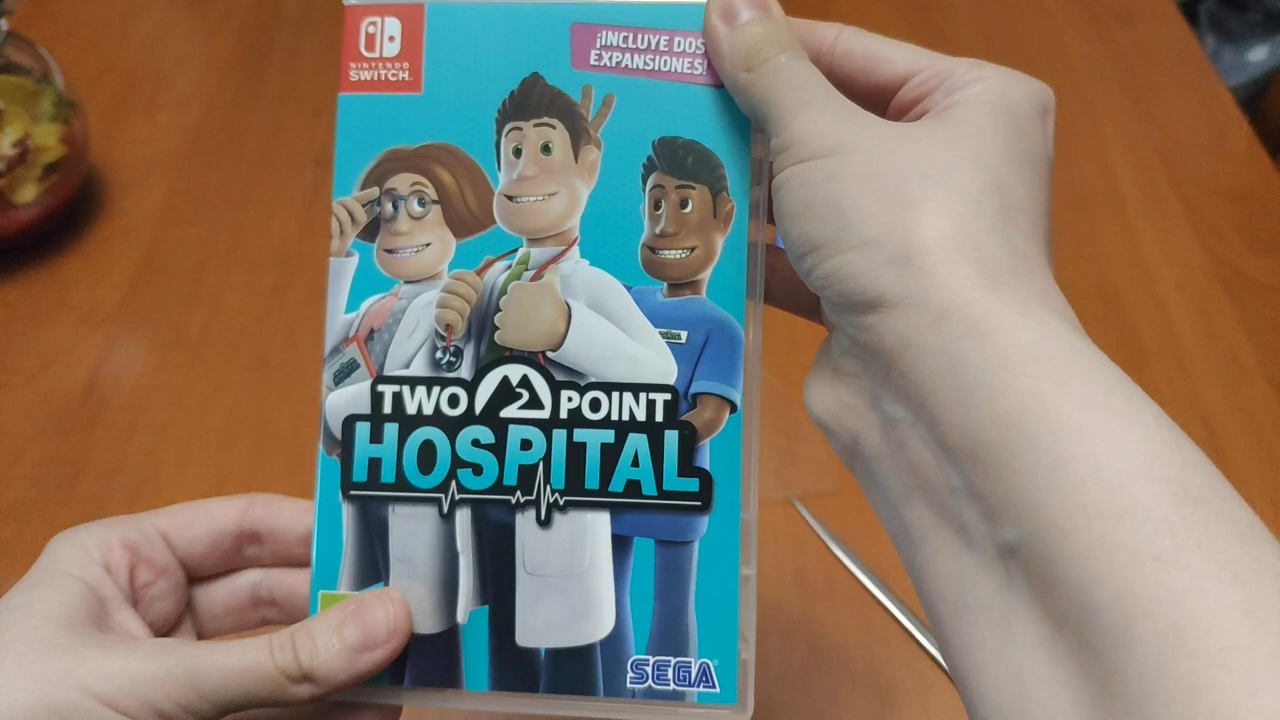 NINTENDO
SWITCH
¡INCLUYE DOS
EXPANSIONES!
TWO POINT
HOSPITAL
SEGA